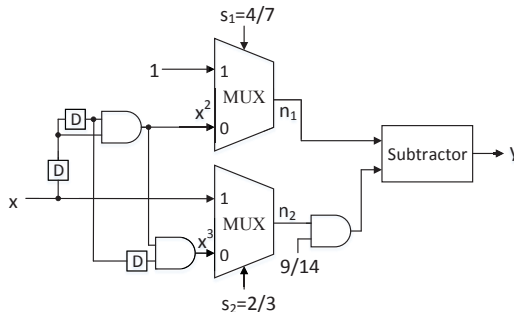 s₁=4/7
1
1
MUX
n₁
D
x²
0
D
Subtractor
y
x
1
MUX
n₂
D
x³
0
9/14
s₂=2/3